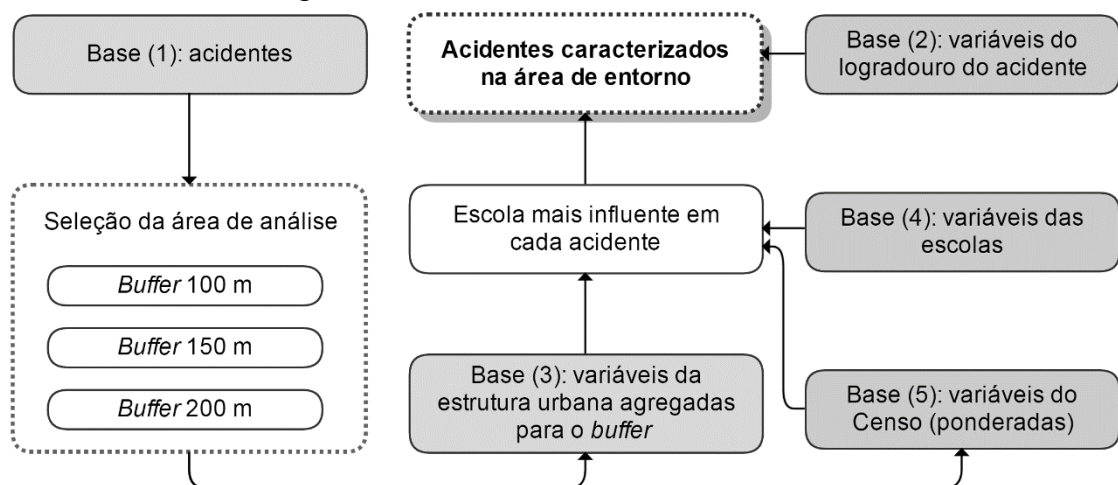 Base (1): acidentes
Acidentes caracterizados
na área de entorno
Base (2): variáveis do
logradouro do acidente
Seleção da área de análise
Buffer 100 m
Buffer 150 m
Buffer 200 m
Escola mais influente em
cada acidente
Base (4): variáveis das
escolas
Base (3): variáveis da
estrutura urbana agregadas
para o buffer
Base (5): variáveis do
Censo (ponderadas)